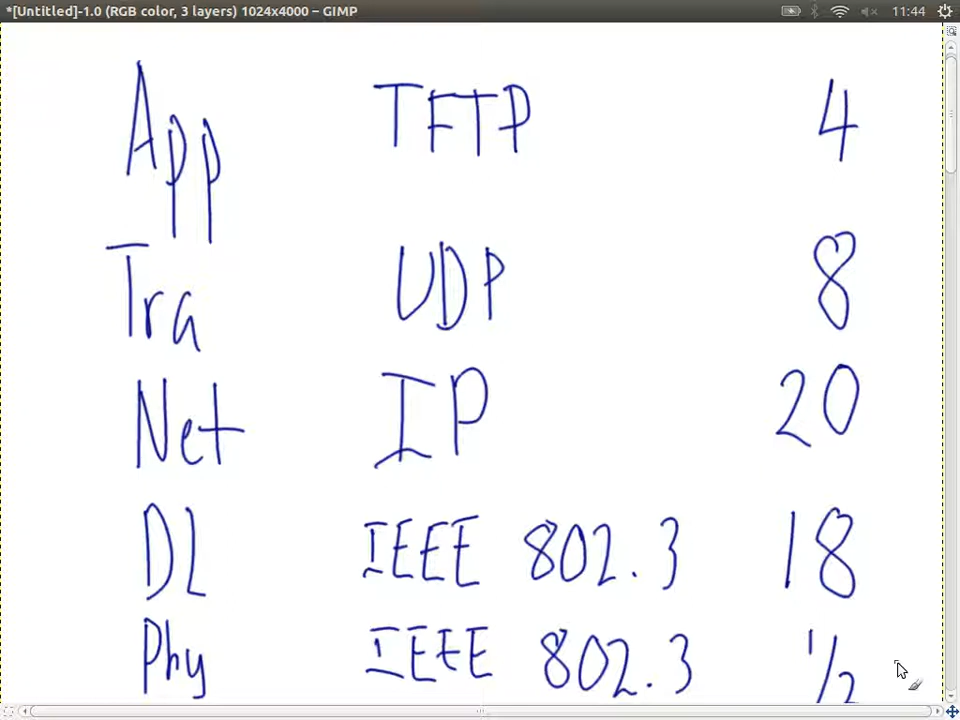 *[Untitled]-1.0 (RGB color, 3 layers) 1024x4000 – GIMP 11:44
App TFTP 4
Tra UDP 8
Net IP 20
DL IEEE 802.3 18
Phy IEEE 802.3 1/2